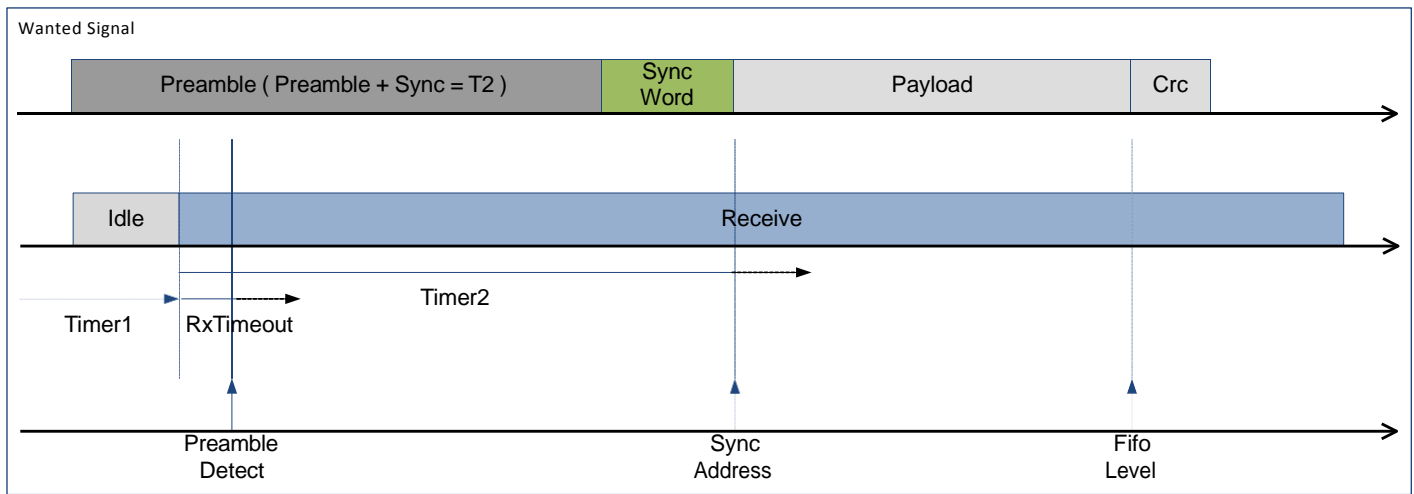 Wanted Signal
Preamble ( Preamble + Sync = T2 )
Sync
Word
Payload
Crc
Idle
Receive
Timer2
Timer1
RxTimeout
Preamble
Detect
Sync
Address
Fifo
Level